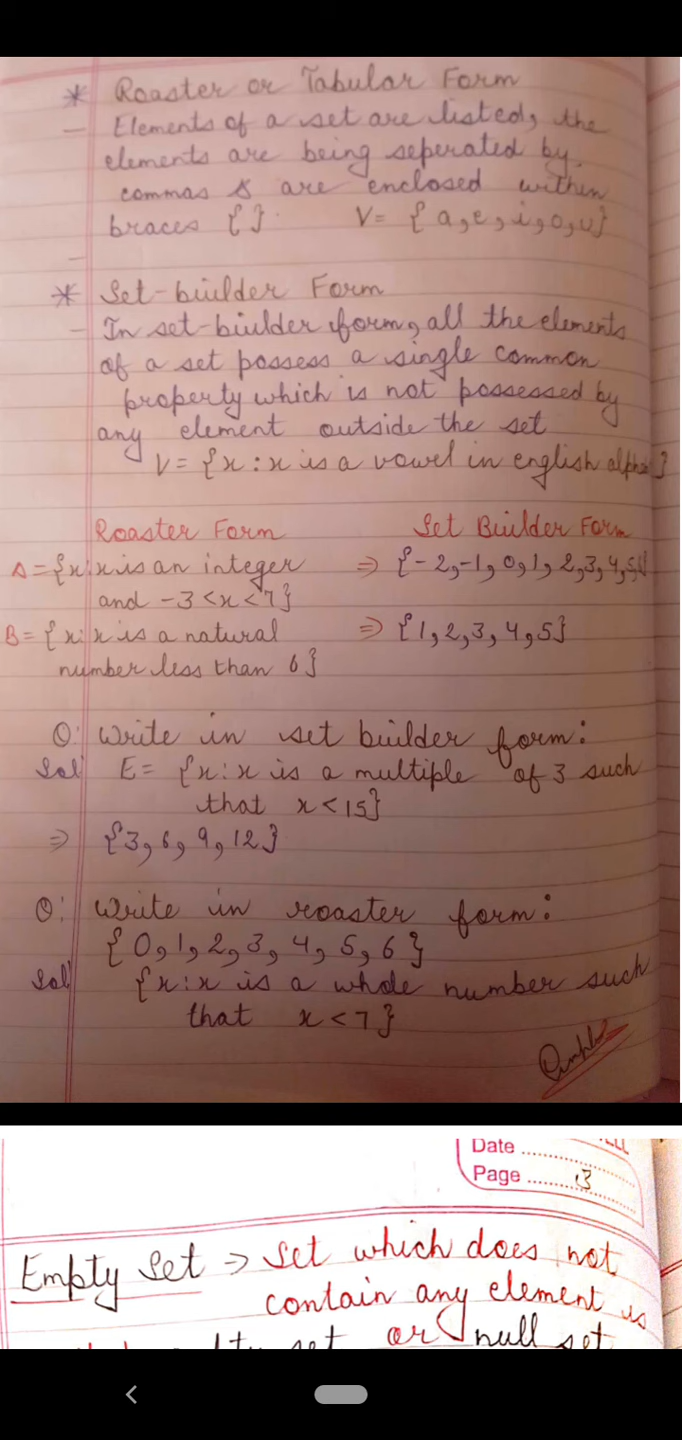 * Roaster or Tabular Form
- Elements of a set are listed, the
elements are being seperated by
commas & are enclosed within
braces { }. V = { a, e, i, o, u}
-
* Set-builder Form
- In set-builder form, all the elements
of a set possess a single common
property which is not possessed by
any element outside the set
V = {x : x is a vowel in english }
Roaster Form Set Builder Form
A = {x : x is an integer ⇒ {-2, -1, 0, 1, 2, 3, 4, 5,
and -3 < x < 7}
B = {x : x is a natural ⇒ {1, 2, 3, 4, 5}
number less than 6}
Q: Write in set builder form:
Sol E = {x : x is a multiple of 3 such
that x < 15}
⇒ {3, 6, 9, 12}
Q: Write in roaster form:
{ 0, 1, 2, 3, 4, 5, 6 }
Sol {x : x is a whole number such
that x < 7}
Date
Page 3
Empty Set → Set which does not
contain any element is
set or null set